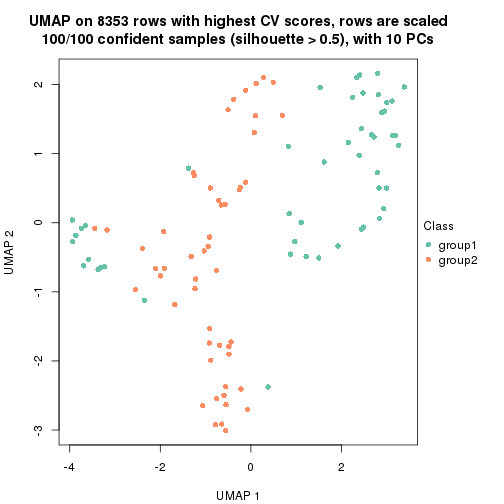 UMAP on 8353 rows with highest CV scores, rows are scaled
100/100 confident samples (silhouette > 0.5), with 10 PCs
2
1
0
-1
-2
-3
UMAP 2
-4
-2
0
2
UMAP 1
Class
group1
group2